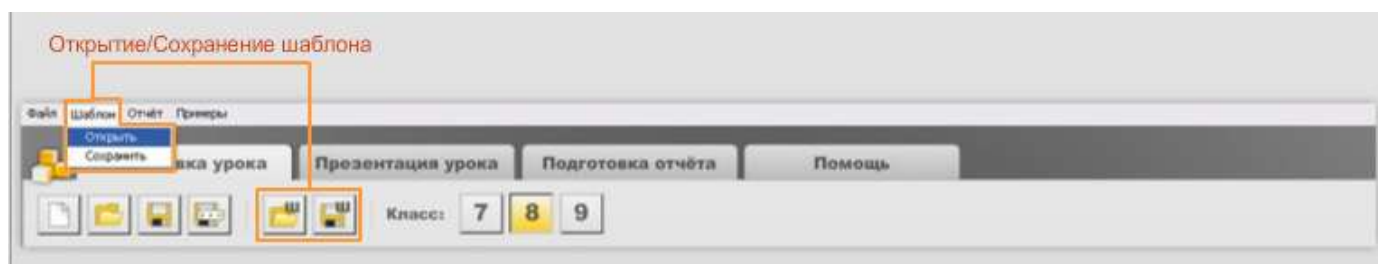 Открытие/Сохранение шаблона
Файл Шаблон Отчёт Примеры
Открыть
Сохранить
вка урока Презентация урока Подготовка отчёта Помощь
Ш Ш Класс: 7 8 9